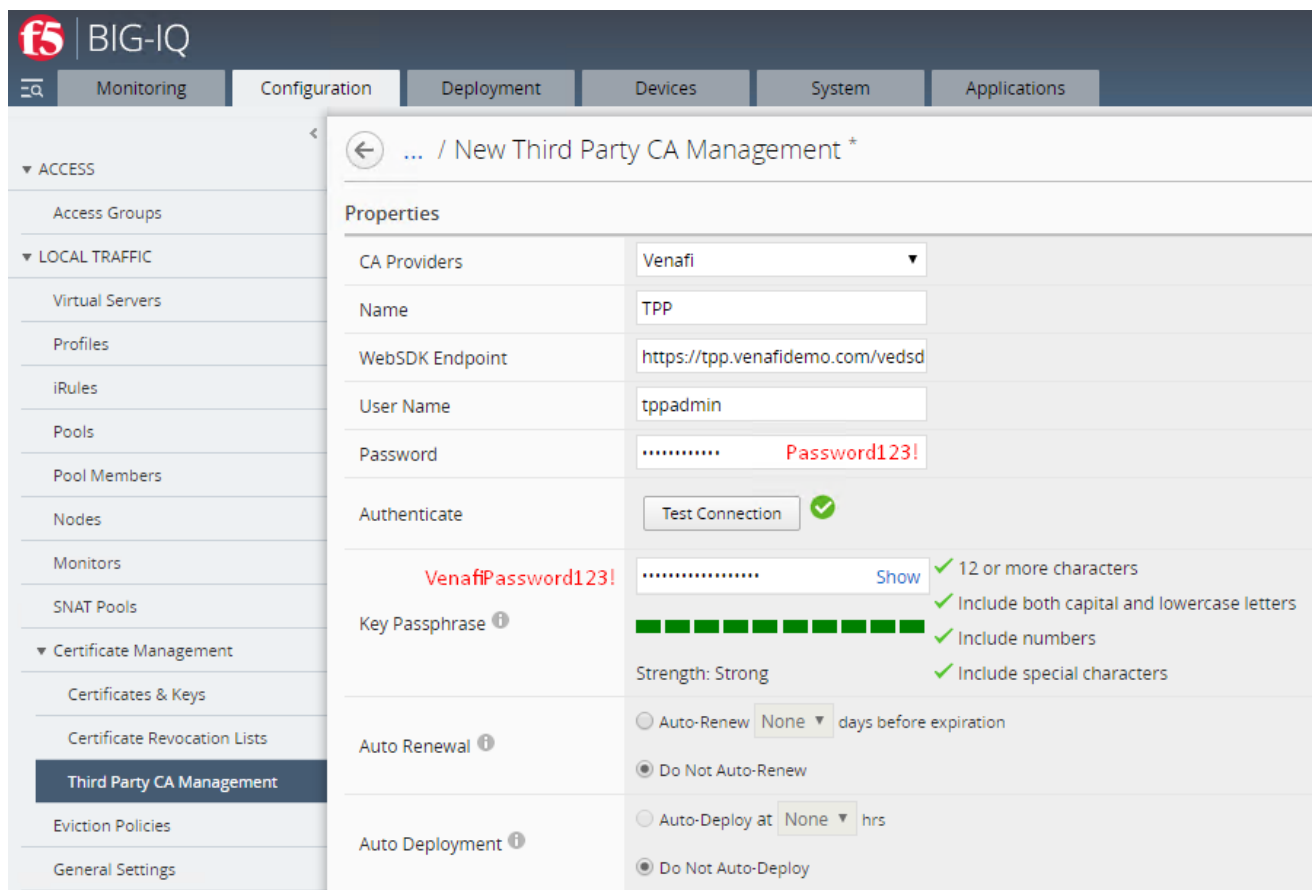 f5 BIG-IQ
Monitoring Configuration Deployment Devices System Applications
... / New Third Party CA Management *
ACCESS
Access Groups
LOCAL TRAFFIC
Virtual Servers
Profiles
iRules
Pools
Pool Members
Nodes
Monitors
SNAT Pools
Certificate Management
Certificates & Keys
Certificate Revocation Lists
Third Party CA Management
Eviction Policies
General Settings
Properties
CA Providers Venafi
Name TPP
WebSDK Endpoint https://tpp.venafidemo.com/vedsd
User Name tppadmin
Password ············ Password123!
Authenticate Test Connection
VenafiPassword123! ·················· Show
Key Passphrase
12 or more characters
Include both capital and lowercase letters
Include numbers
Include special characters
Strength: Strong
Auto Renewal
Auto-Renew None days before expiration
Do Not Auto-Renew
Auto Deployment
Auto-Deploy at None hrs
Do Not Auto-Deploy